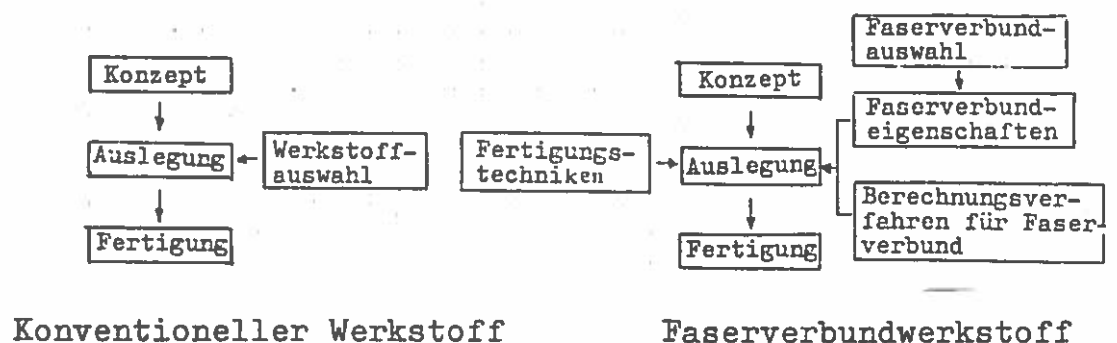 Konzept
Auslegung
Werkstoff-
auswahl
Fertigung
Konventioneller Werkstoff
Faserverbund-
auswahl
Konzept
Faserverbund-
eigenschaften
Fertigungs-
techniken
Auslegung
Berechnungsver-
fahren für Faser-
verbund
Fertigung
Faserverbundwerkstoff